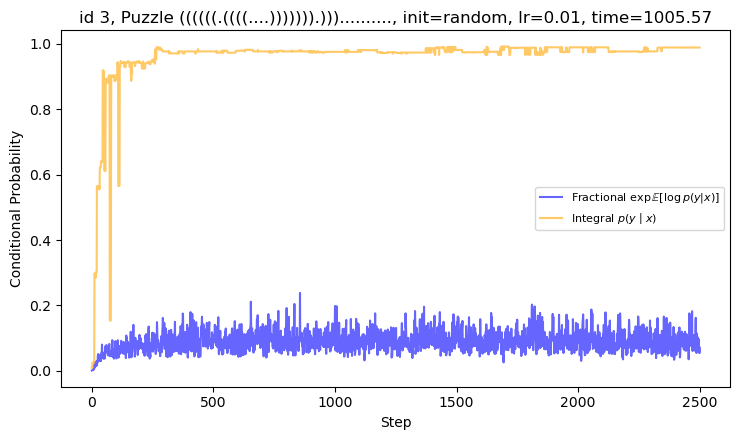 id 3, Puzzle ((((((.((((....))))))).)))........., init=random, lr=0.01, time=1005.57
1.0
0.8
0.6
0.4
0.2
0.0
Conditional Probability
Fractional exp𝔼[log p(y|x)]
Integral p(y | x)
0
500
1000
1500
2000
2500
Step